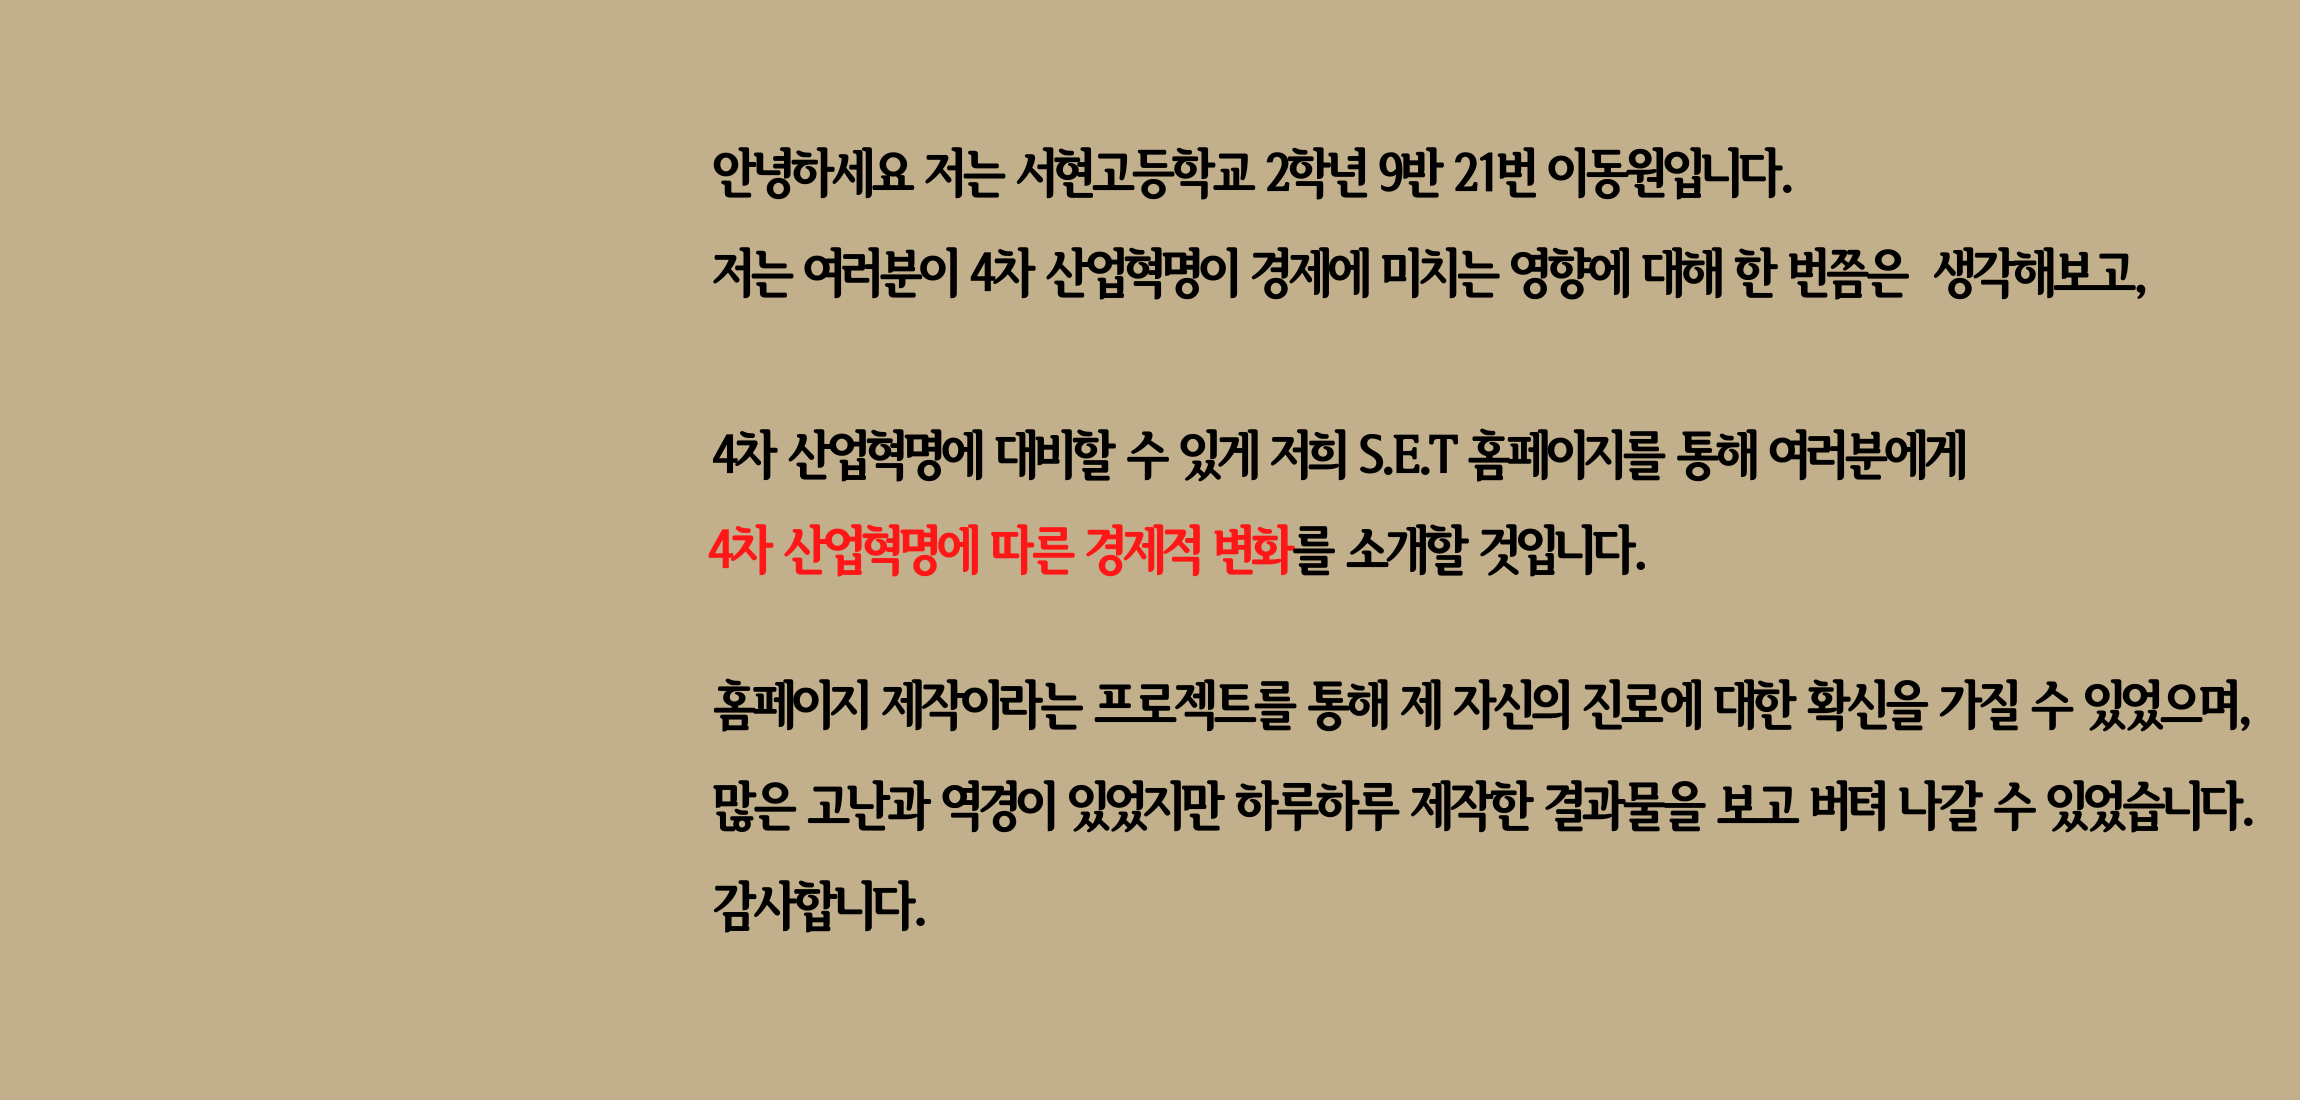 안녕하세요 저는 서현고등학교 2학년 9반 21번 이동원입니다.
저는 여러분이 4차 산업혁명이 경제에 미치는 영향에 대해 한 번쯤은 생각해보고,
4차 산업혁명에 대비할 수 있게 저희 S.E.T 홈페이지를 통해 여러분에게
4차 산업혁명에 따른 경제적 변화를 소개할 것입니다.
홈페이지 제작이라는 프로젝트를 통해 제 자신의 진로에 대한 확신을 가질 수 있었으며,
많은 고난과 역경이 있었지만 하루하루 제작한 결과물을 보고 버텨 나갈 수 있었습니다.
감사합니다.